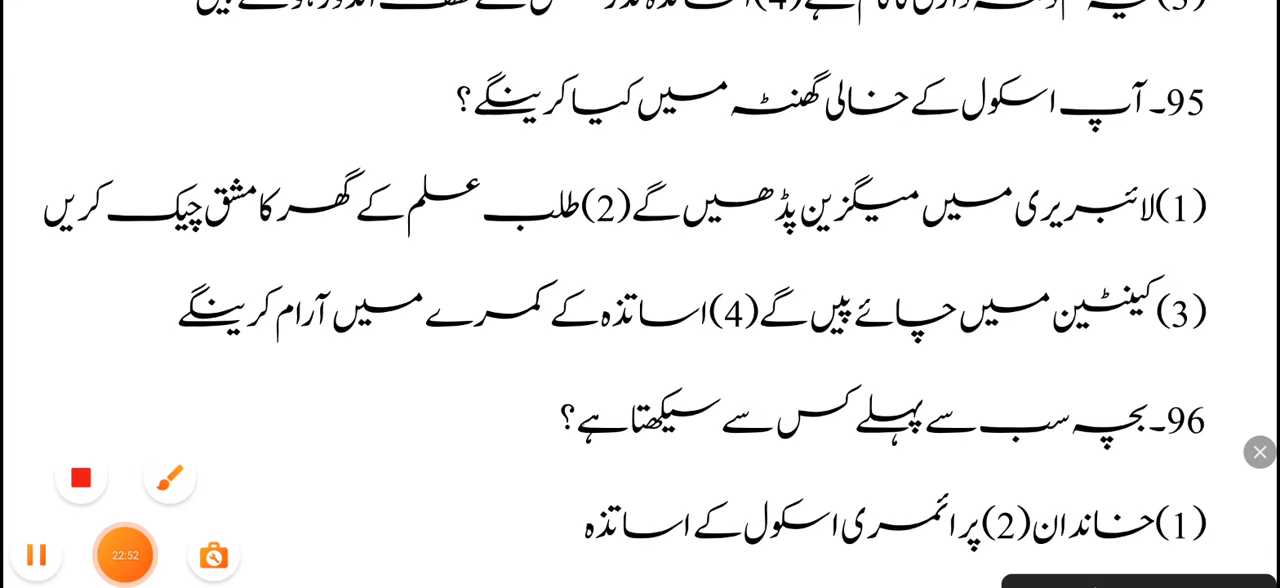 95۔ آپ اسکول کے خالی گھنٹہ میں کیا کرینگے؟
(1) لائبریری میں میگزین پڈھیں گے (2) طلب علم کے گھر کا مشق چیک کریں
(3) کینٹین میں چائے پیں گے (4) اساتذہ کے کمرے میں آرام کرینگے
96۔ بچہ سب سے پہلے کس سے سیکھتا ہے؟
(1) خاندان (2) پرائمری اسکول کے اساتذہ
22:52